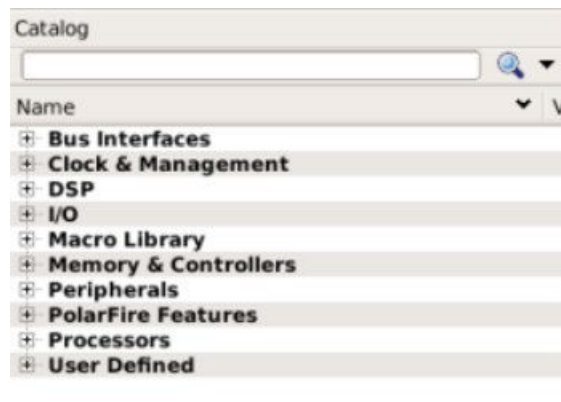 Catalog
Name V
Bus Interfaces
Clock & Management
DSP
I/O
Macro Library
Memory & Controllers
Peripherals
PolarFire Features
Processors
User Defined